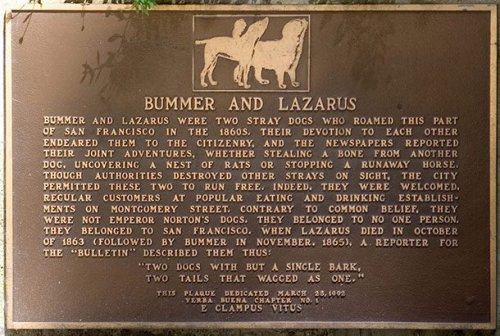 BUMMER AND LAZARUS
BUMMER AND LAZARUS WERE TWO STRAY DOGS WHO ROAMED THIS PART
OF SAN FRANCISCO IN THE 1860S. THEIR DEVOTION TO EACH OTHER
ENDEARED THEM TO THE CITIZENRY, AND THE NEWSPAPERS REPORTED
THEIR JOINT ADVENTURES, WHETHER STEALING A BONE FROM ANOTHER
DOG, UNCOVERING A NEST OF RATS OR STOPPING A RUNAWAY HORSE.
THOUGH AUTHORITIES DESTROYED OTHER STRAYS ON SIGHT, THE CITY
PERMITTED THESE TWO TO RUN FREE. INDEED, THEY WERE WELCOMED,
REGULAR CUSTOMERS AT POPULAR EATING AND DRINKING ESTABLISH-
MENTS ON MONTGOMERY STREET. CONTRARY TO COMMON BELIEF, THEY
WERE NOT EMPEROR NORTON'S DOGS. THEY BELONGED TO NO ONE PERSON.
THEY BELONGED TO SAN FRANCISCO. WHEN LAZARUS DIED IN OCTOBER
OF 1863 (FOLLOWED BY BUMMER IN NOVEMBER, 1865), A REPORTER FOR
THE "BULLETIN" DESCRIBED THEM THUS:
"TWO DOGS WITH BUT A SINGLE BARK,
TWO TAILS THAT WAGGED AS ONE."
THIS PLAQUE DEDICATED MARCH 28, 1992
YERBA BUENA CHAPTER NO. 1
E CLAMPUS VITUS